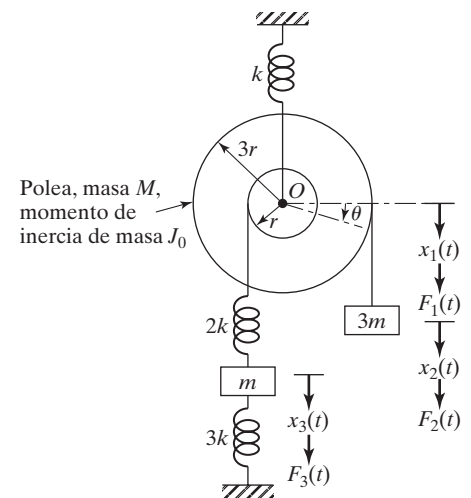 k
3r
Polea, masa M,
momento de
inercia de masa J₀
O
r
θ
x₁(t)
F₁(t)
2k
3m
m
x₂(t)
x₃(t)
F₂(t)
3k
F₃(t)